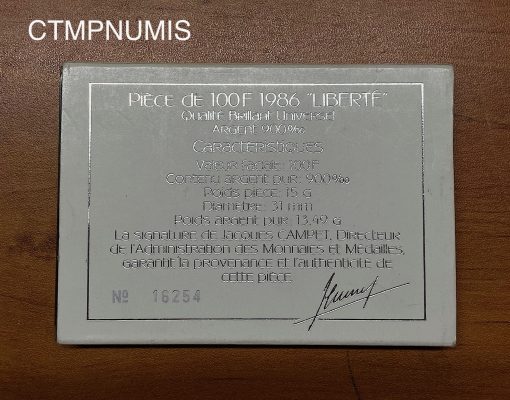 CTMPNUMIS
Pièce de 100F 1986 "LIBERTÉ"
Qualité Brillant Universel
Argent 900‰
Caractéristiques
Valeur faciale: 100F
Contenu argent pur: 900‰
Poids pièce: 15 g
Diamètre: 31 mm
Poids argent pur: 13,49 g
La signature de Jacques CAMPET, Directeur
de l'Administration des Monnaies et Médailles,
garantit la provenance et l'authenticité de
cette pièce.
Nº 16254